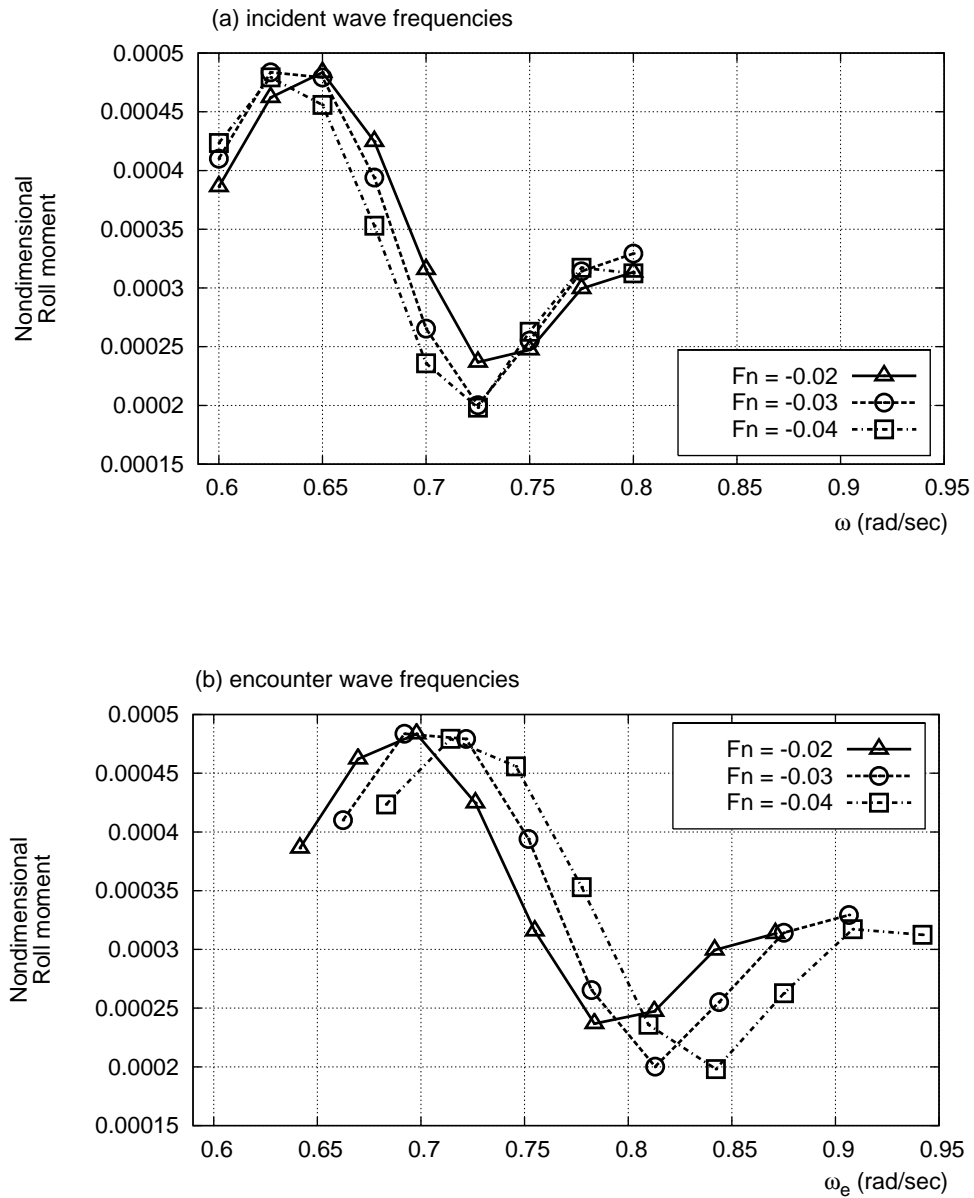 (a) incident wave frequencies
0.0005
0.00045
0.0004
0.00035
0.0003
0.00025
0.0002
0.00015
Nondimensional
Roll moment
Fn = -0.02
Fn = -0.03
Fn = -0.04
0.6 0.65 0.7 0.75 0.8 0.85 0.9 0.95
ω (rad/sec)
(b) encounter wave frequencies
0.0005
0.00045
0.0004
0.00035
0.0003
0.00025
0.0002
0.00015
Nondimensional
Roll moment
Fn = -0.02
Fn = -0.03
Fn = -0.04
0.6 0.65 0.7 0.75 0.8 0.85 0.9 0.95
ωe (rad/sec)